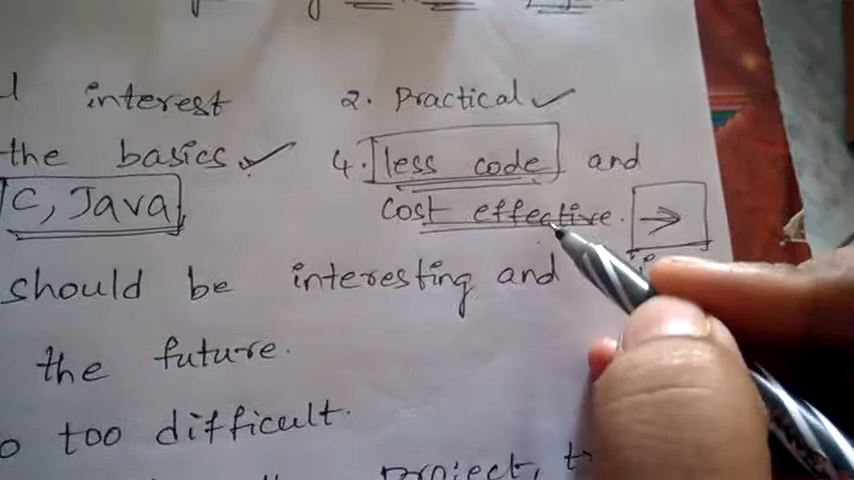 interest 2. Practical
the basics 4. less code and
C, Java cost effective.
should be interesting and
the future.
too difficult.
project,